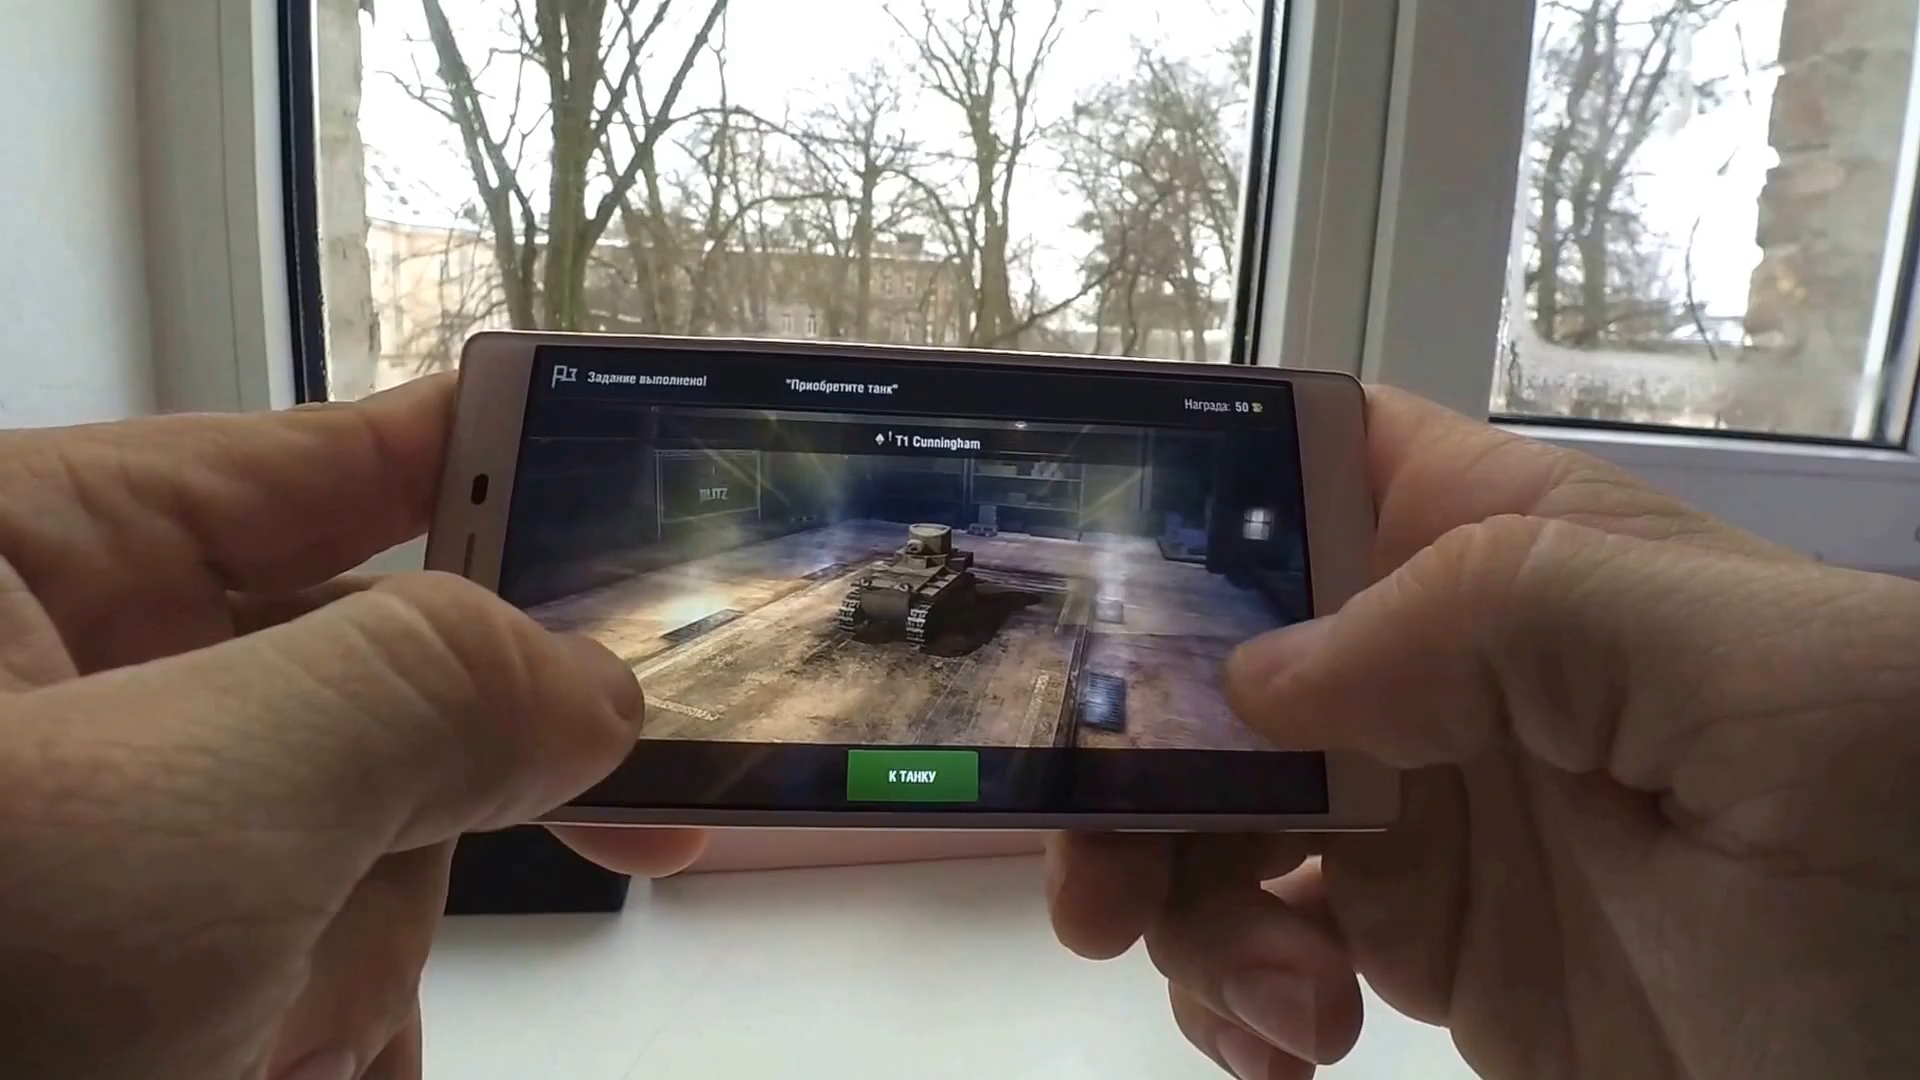 Задание выполнено!
"Приобретите танк"
Награда: 50
! T1 Cunningham
BLITZ
К ТАНКУ